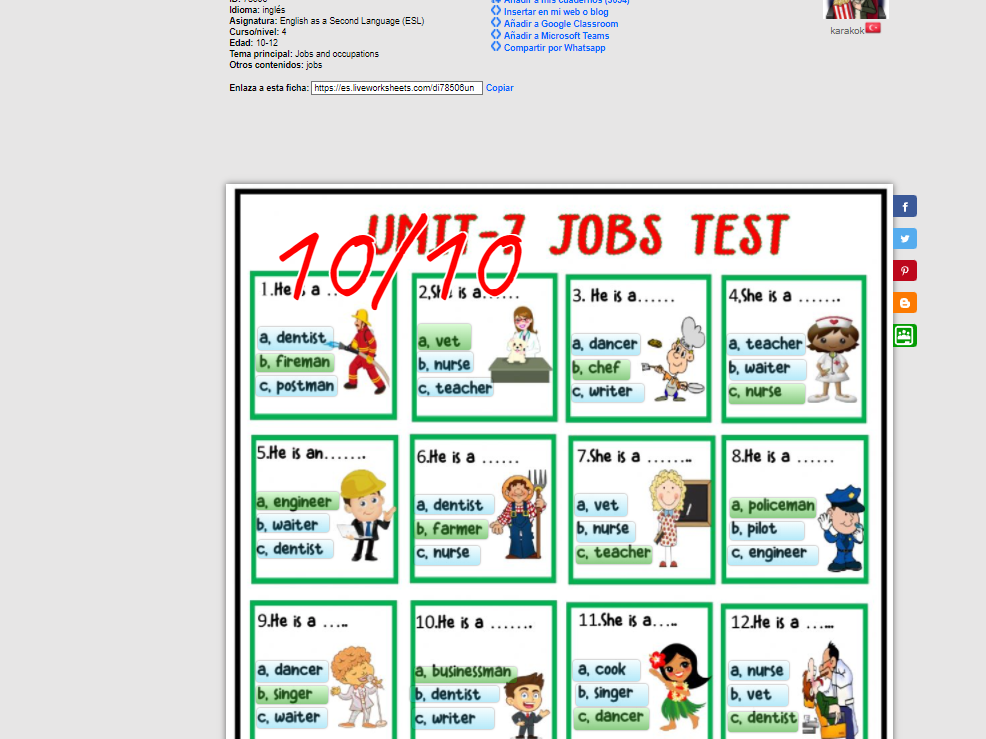 Idioma: inglés
Asignatura: English as a Second Language (ESL)
Curso/nivel: 4
Edad: 10-12
Tema principal: Jobs and occupations
Otros contenidos: jobs
Insertar en mi web o blog
Añadir a Google Classroom
Añadir a Microsoft Teams
Compartir por Whatsapp
karakok
Enlaza a esta ficha: https://es.liveworksheets.com/di78506un Copiar
UNIT-7 JOBS TEST
10/10
1.He is a ..
a, dentist
b, fireman
c, postman
2,She is a......
a, vet
b, nurse
c, teacher
3. He is a......
a, dancer
b, chef
c, writer
4,She is a .......
a, teacher
b, waiter
c, nurse
5.He is an.......
a, engineer
b, waiter
c, dentist
6.He is a ......
a, dentist
b, farmer
c, nurse
7.She is a ........
a, vet
b, nurse
c, teacher
8.He is a ......
a, policeman
b, pilot
c, engineer
9.He is a .....
a, dancer
b, singer
c, waiter
10.He is a .......
a, businessman
b, dentist
c, writer
11.She is a.....
a, cook
b, singer
c, dancer
12.He is a ......
a, nurse
b, vet
c, dentist